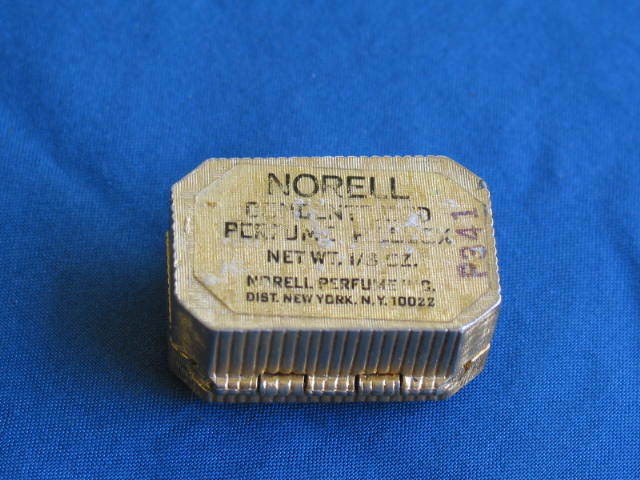 NORELL
PERFUME
NET WT. 1/8 OZ.
NORELL PERFUME
DIST. NEW YORK, N.Y. 10022
F341